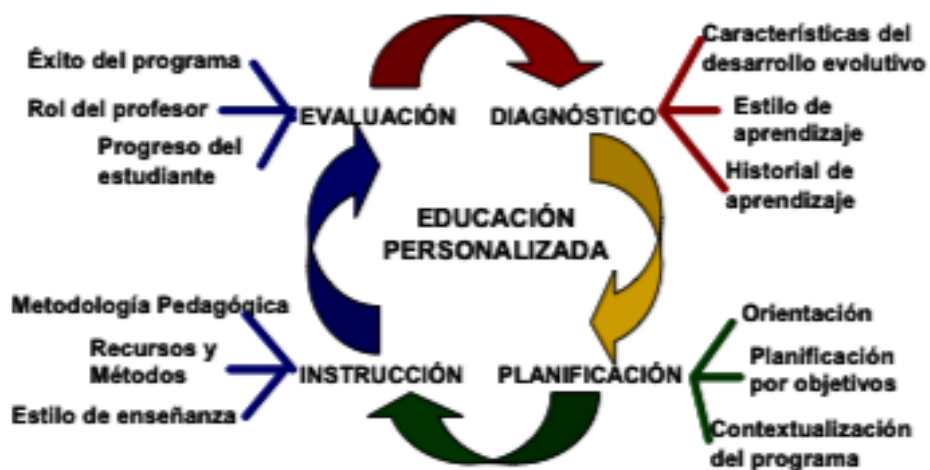 Éxito del programa
Rol del profesor
Progreso del
estudiante
EVALUACIÓN
DIAGNÓSTICO
Características del
desarrollo evolutivo
Estilo de
aprendizaje
Historial de
aprendizaje
EDUCACIÓN
PERSONALIZADA
Metodología Pedagógica
Recursos y
Métodos
Estilo de enseñanza
INSTRUCCIÓN
PLANIFICACIÓN
Orientación
Planificación
por objetivos
Contextualización
del programa